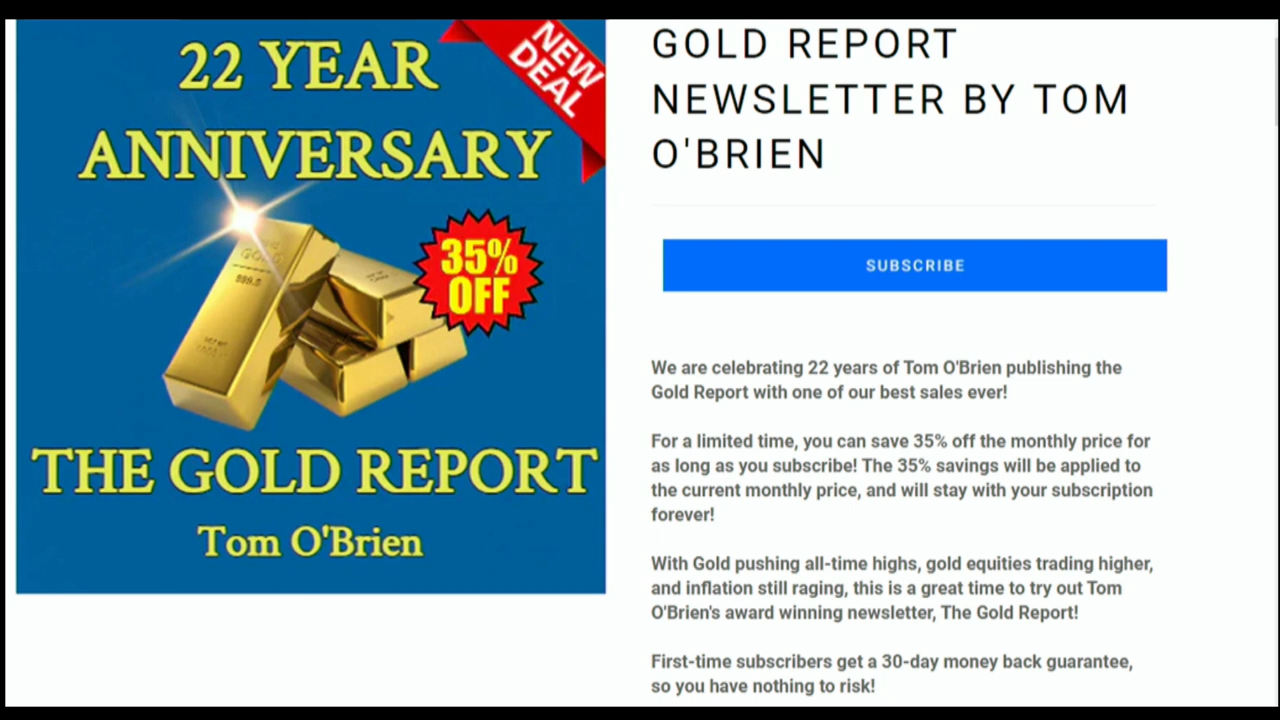 22 YEAR
ANNIVERSARY
NEW
DEAL
GOLD
999.9
35%
OFF
THE GOLD REPORT
Tom O'Brien
GOLD REPORT
NEWSLETTER BY TOM
O'BRIEN
SUBSCRIBE
We are celebrating 22 years of Tom O'Brien publishing the
Gold Report with one of our best sales ever!
For a limited time, you can save 35% off the monthly price for
as long as you subscribe! The 35% savings will be applied to
the current monthly price, and will stay with your subscription
forever!
With Gold pushing all-time highs, gold equities trading higher,
and inflation still raging, this is a great time to try out Tom
O'Brien's award winning newsletter, The Gold Report!
First-time subscribers get a 30-day money back guarantee,
so you have nothing to risk!